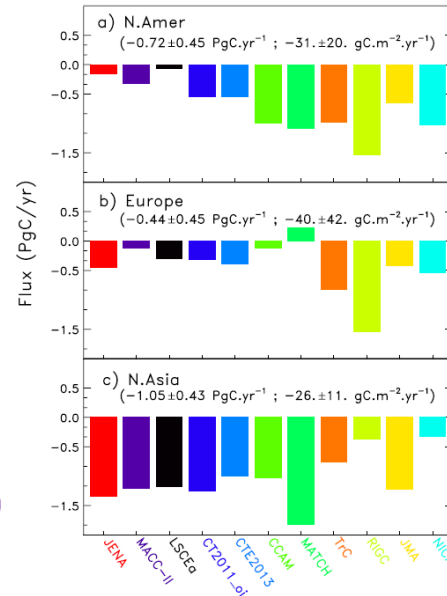 a) N.Amer
(−0.72±0.45 PgC.yr⁻¹ ; −31.±20. gC.m⁻².yr⁻¹)
0.5
0.0
-0.5
-1.5
b) Europe
(−0.44±0.45 PgC.yr⁻¹ ; −40.±42. gC.m⁻².yr⁻¹)
0.5
0.0
-0.5
-1.5
c) N.Asia
(−1.05±0.43 PgC.yr⁻¹ ; −26.±11. gC.m⁻².yr⁻¹)
0.5
0.0
-0.5
-1.5
Flux (PgC/yr)
JENA
MACC-II
LSCEa
CT2011_oi
CTE2013
CCAM
MATCH
TrC
RIGC
JMA